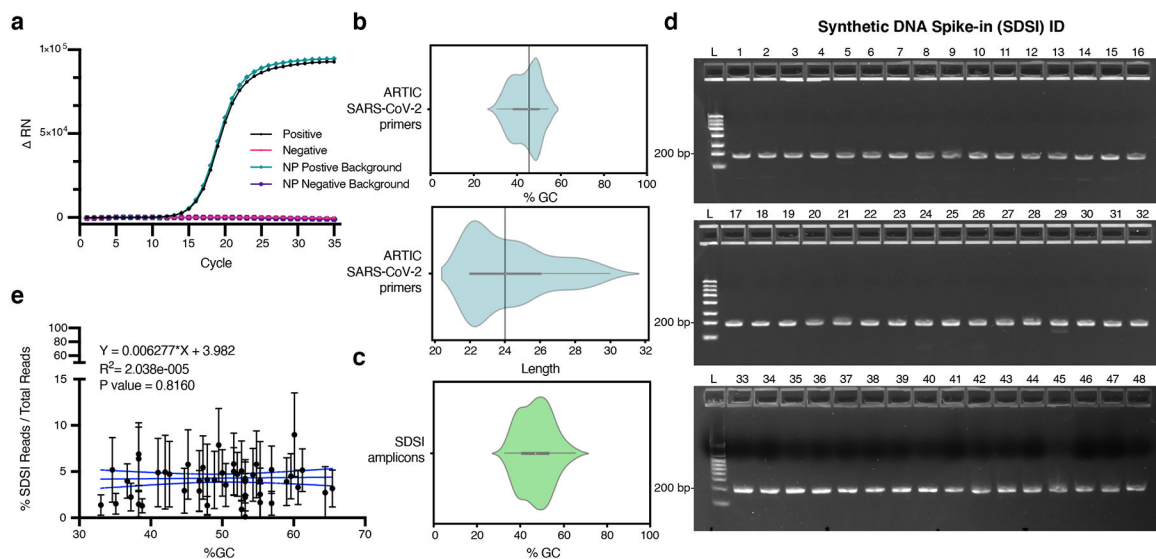 a
1×10⁵
5×10⁴
0
Δ RN
0 5 10 15 20 25 30 35
Cycle
Positive
Negative
NP Postive Background
NP Negative Background
b
ARTIC
SARS-CoV-2
primers
0 20 40 60 80 100
% GC
ARTIC
SARS-CoV-2
primers
20 22 24 26 28 30 32
Length
c
SDSI
amplicons
0 20 40 60 80 100
% GC
d
Synthetic DNA Spike-in (SDSI) ID
L 1 2 3 4 5 6 7 8 9 10 11 12 13 14 15 16
200 bp-
L 17 18 19 20 21 22 23 24 25 26 27 28 29 30 31 32
200 bp-
L 33 34 35 36 37 38 39 40 41 42 43 44 45 46 47 48
200 bp-
e
100
80
60
15
10
5
0
% SDSI Reads / Total Reads
Y = 0.006277*X + 3.982
R²= 2.038e-005
P value = 0.8160
30 40 50 60 70
%GC